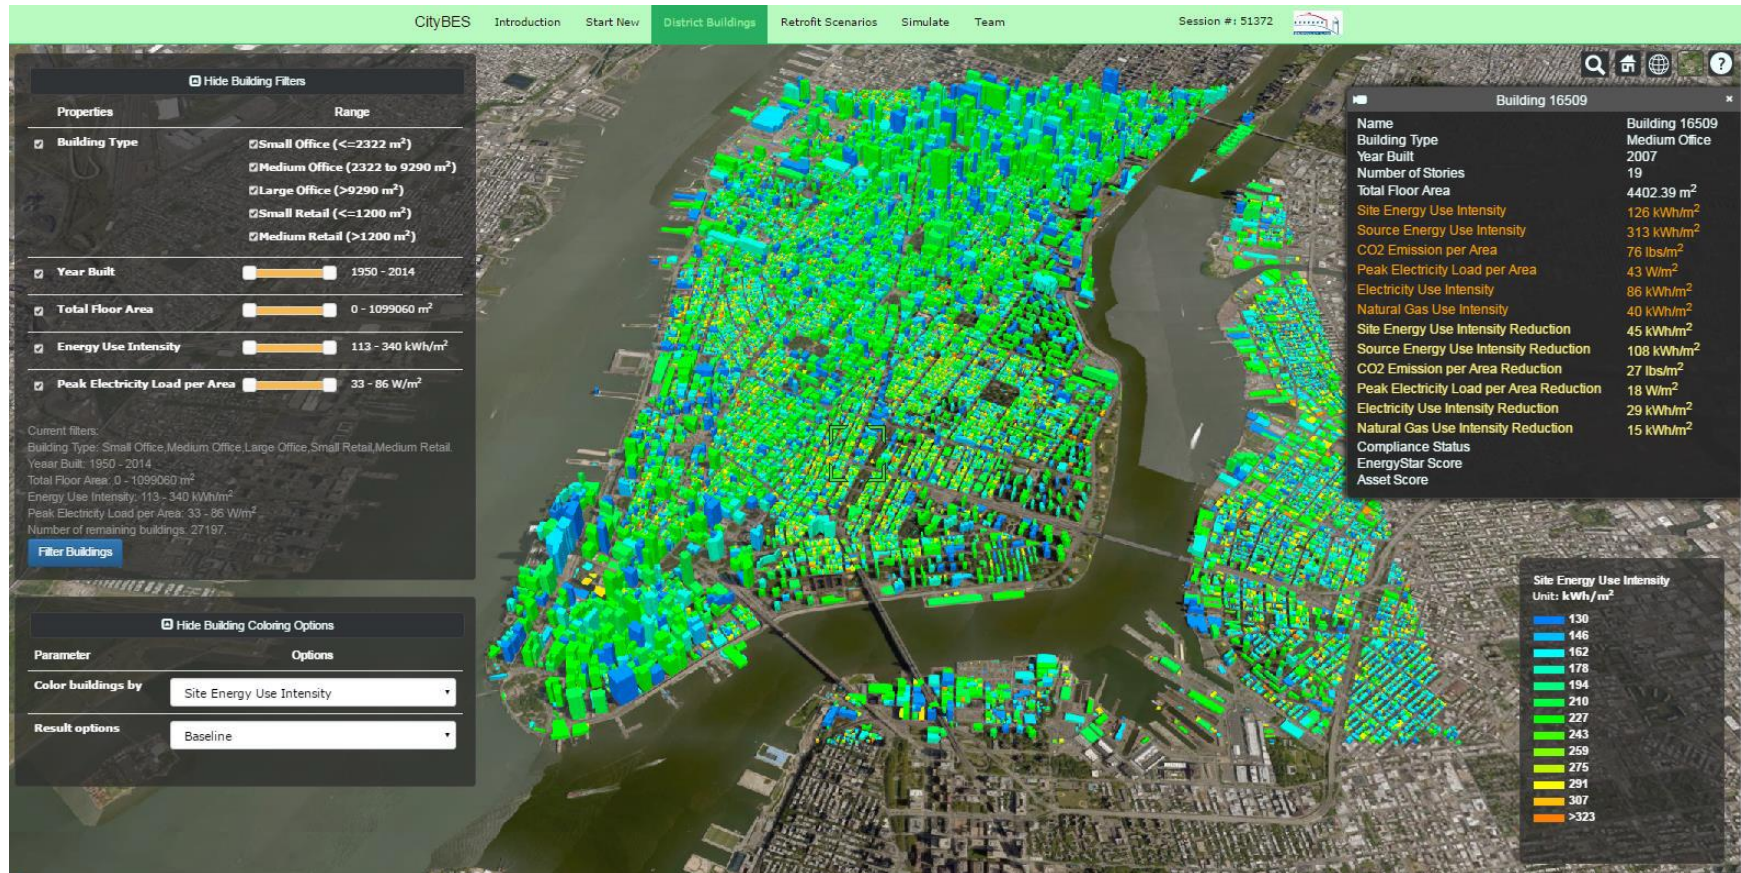 CityBES Introduction Start New District Buildings Retrofit Scenarios Simulate Team Session #: 51372
Hide Building Filters
Properties Range
Building Type
Small Office (<=2322 m²)
Medium Office (2322 to 9290 m²)
Large Office (>9290 m²)
Small Retail (<=1200 m²)
Medium Retail (>1200 m²)
Year Built 1950 - 2014
Total Floor Area 0 - 1099060 m²
Energy Use Intensity 113 - 340 kWh/m²
Peak Electricity Load per Area 33 - 86 W/m²
Current filters:
Building Type: Small Office,Medium Office,Large Office,Small Retail,Medium Retail.
Yeaar Built: 1950 - 2014
Total Floor Area: 0 - 1099060 m²
Energy Use Intensity: 113 - 340 kWh/m²
Peak Electricity Load per Area: 33 - 86 W/m²
Number of remaining buildings: 27197.
Filter Buildings
Hide Building Coloring Options
Parameter Options
Color buildings by Site Energy Use Intensity
Result options Baseline
Building 16509 ×
Name Building 16509
Building Type Medium Office
Year Built 2007
Number of Stories 19
Total Floor Area 4402.39 m²
Site Energy Use Intensity 126 kWh/m²
Source Energy Use Intensity 313 kWh/m²
CO2 Emission per Area 76 lbs/m²
Peak Electricity Load per Area 43 W/m²
Electricity Use Intensity 86 kWh/m²
Natural Gas Use Intensity 40 kWh/m²
Site Energy Use Intensity Reduction 45 kWh/m²
Source Energy Use Intensity Reduction 108 kWh/m²
CO2 Emission per Area Reduction 27 lbs/m²
Peak Electricity Load per Area Reduction 18 W/m²
Electricity Use Intensity Reduction 29 kWh/m²
Natural Gas Use Intensity Reduction 15 kWh/m²
Compliance Status
EnergyStar Score
Asset Score
Site Energy Use Intensity
Unit: kWh/m²
130
146
162
178
194
210
227
243
259
275
291
307
>323